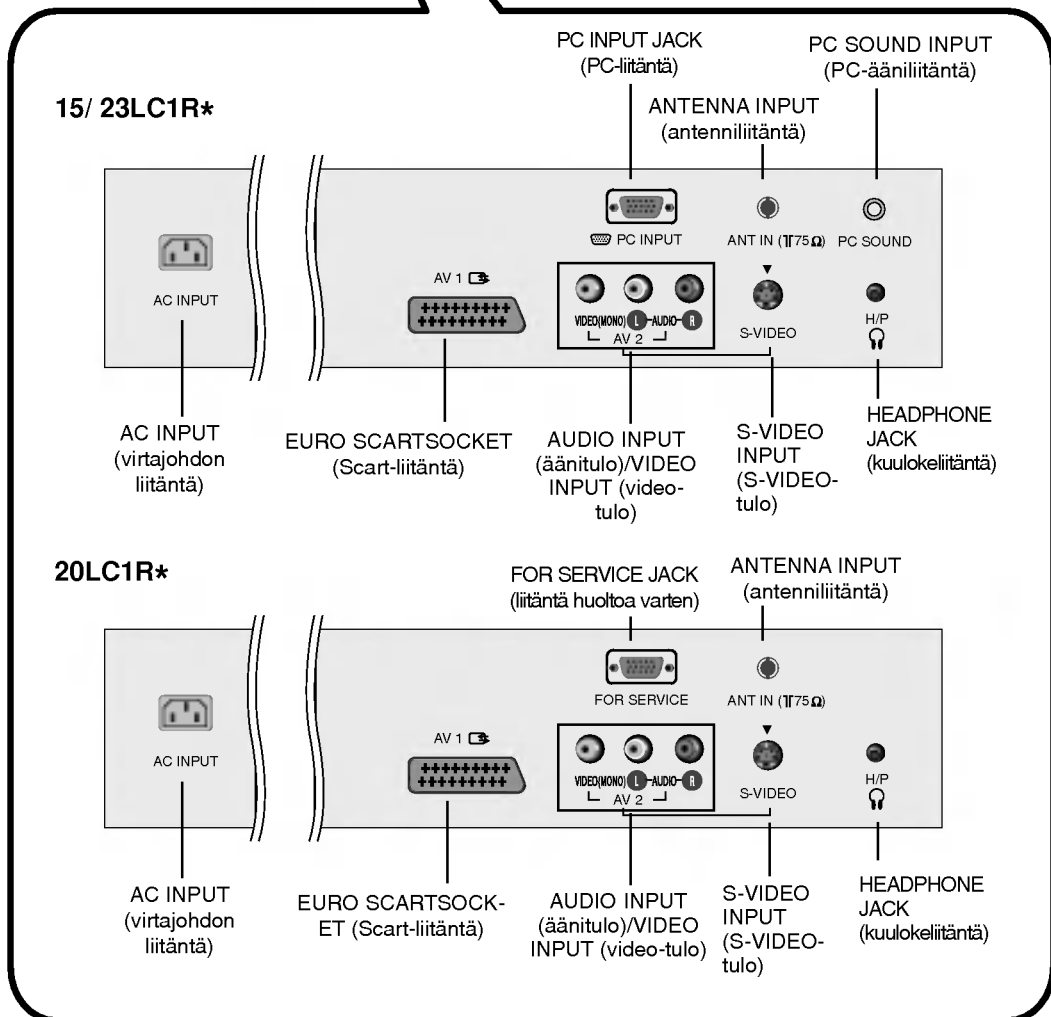 PC INPUT JACK
(PC-liitäntä)
PC SOUND INPUT
(PC-ääniliitäntä)
15/ 23LC1R*
ANTENNA INPUT
(antenniliitäntä)
PC INPUT
ANT IN (75Ω)
PC SOUND
AC INPUT
AV 1
VIDEO(MONO) L AUDIO R
AV 2
S-VIDEO
H/P
AC INPUT
(virtajohdon
liitäntä)
EURO SCARTSOCKET
(Scart-liitäntä)
AUDIO INPUT
(äänitulo)/VIDEO
INPUT (video-
tulo)
S-VIDEO
INPUT
(S-VIDEO-
tulo)
HEADPHONE
JACK
(kuulokeliitäntä)
20LC1R*
FOR SERVICE JACK
(liitäntä huoltoa varten)
ANTENNA INPUT
(antenniliitäntä)
FOR SERVICE
ANT IN (75Ω)
AC INPUT
AV 1
VIDEO(MONO) L AUDIO R
AV 2
S-VIDEO
H/P
AC INPUT
(virtajohdon
liitäntä)
EURO SCARTSOCK-
ET (Scart-liitäntä)
AUDIO INPUT
(äänitulo)/VIDEO
INPUT (video-tulo)
S-VIDEO
INPUT
(S-VIDEO-
tulo)
HEADPHONE
JACK
(kuulokeliitäntä)